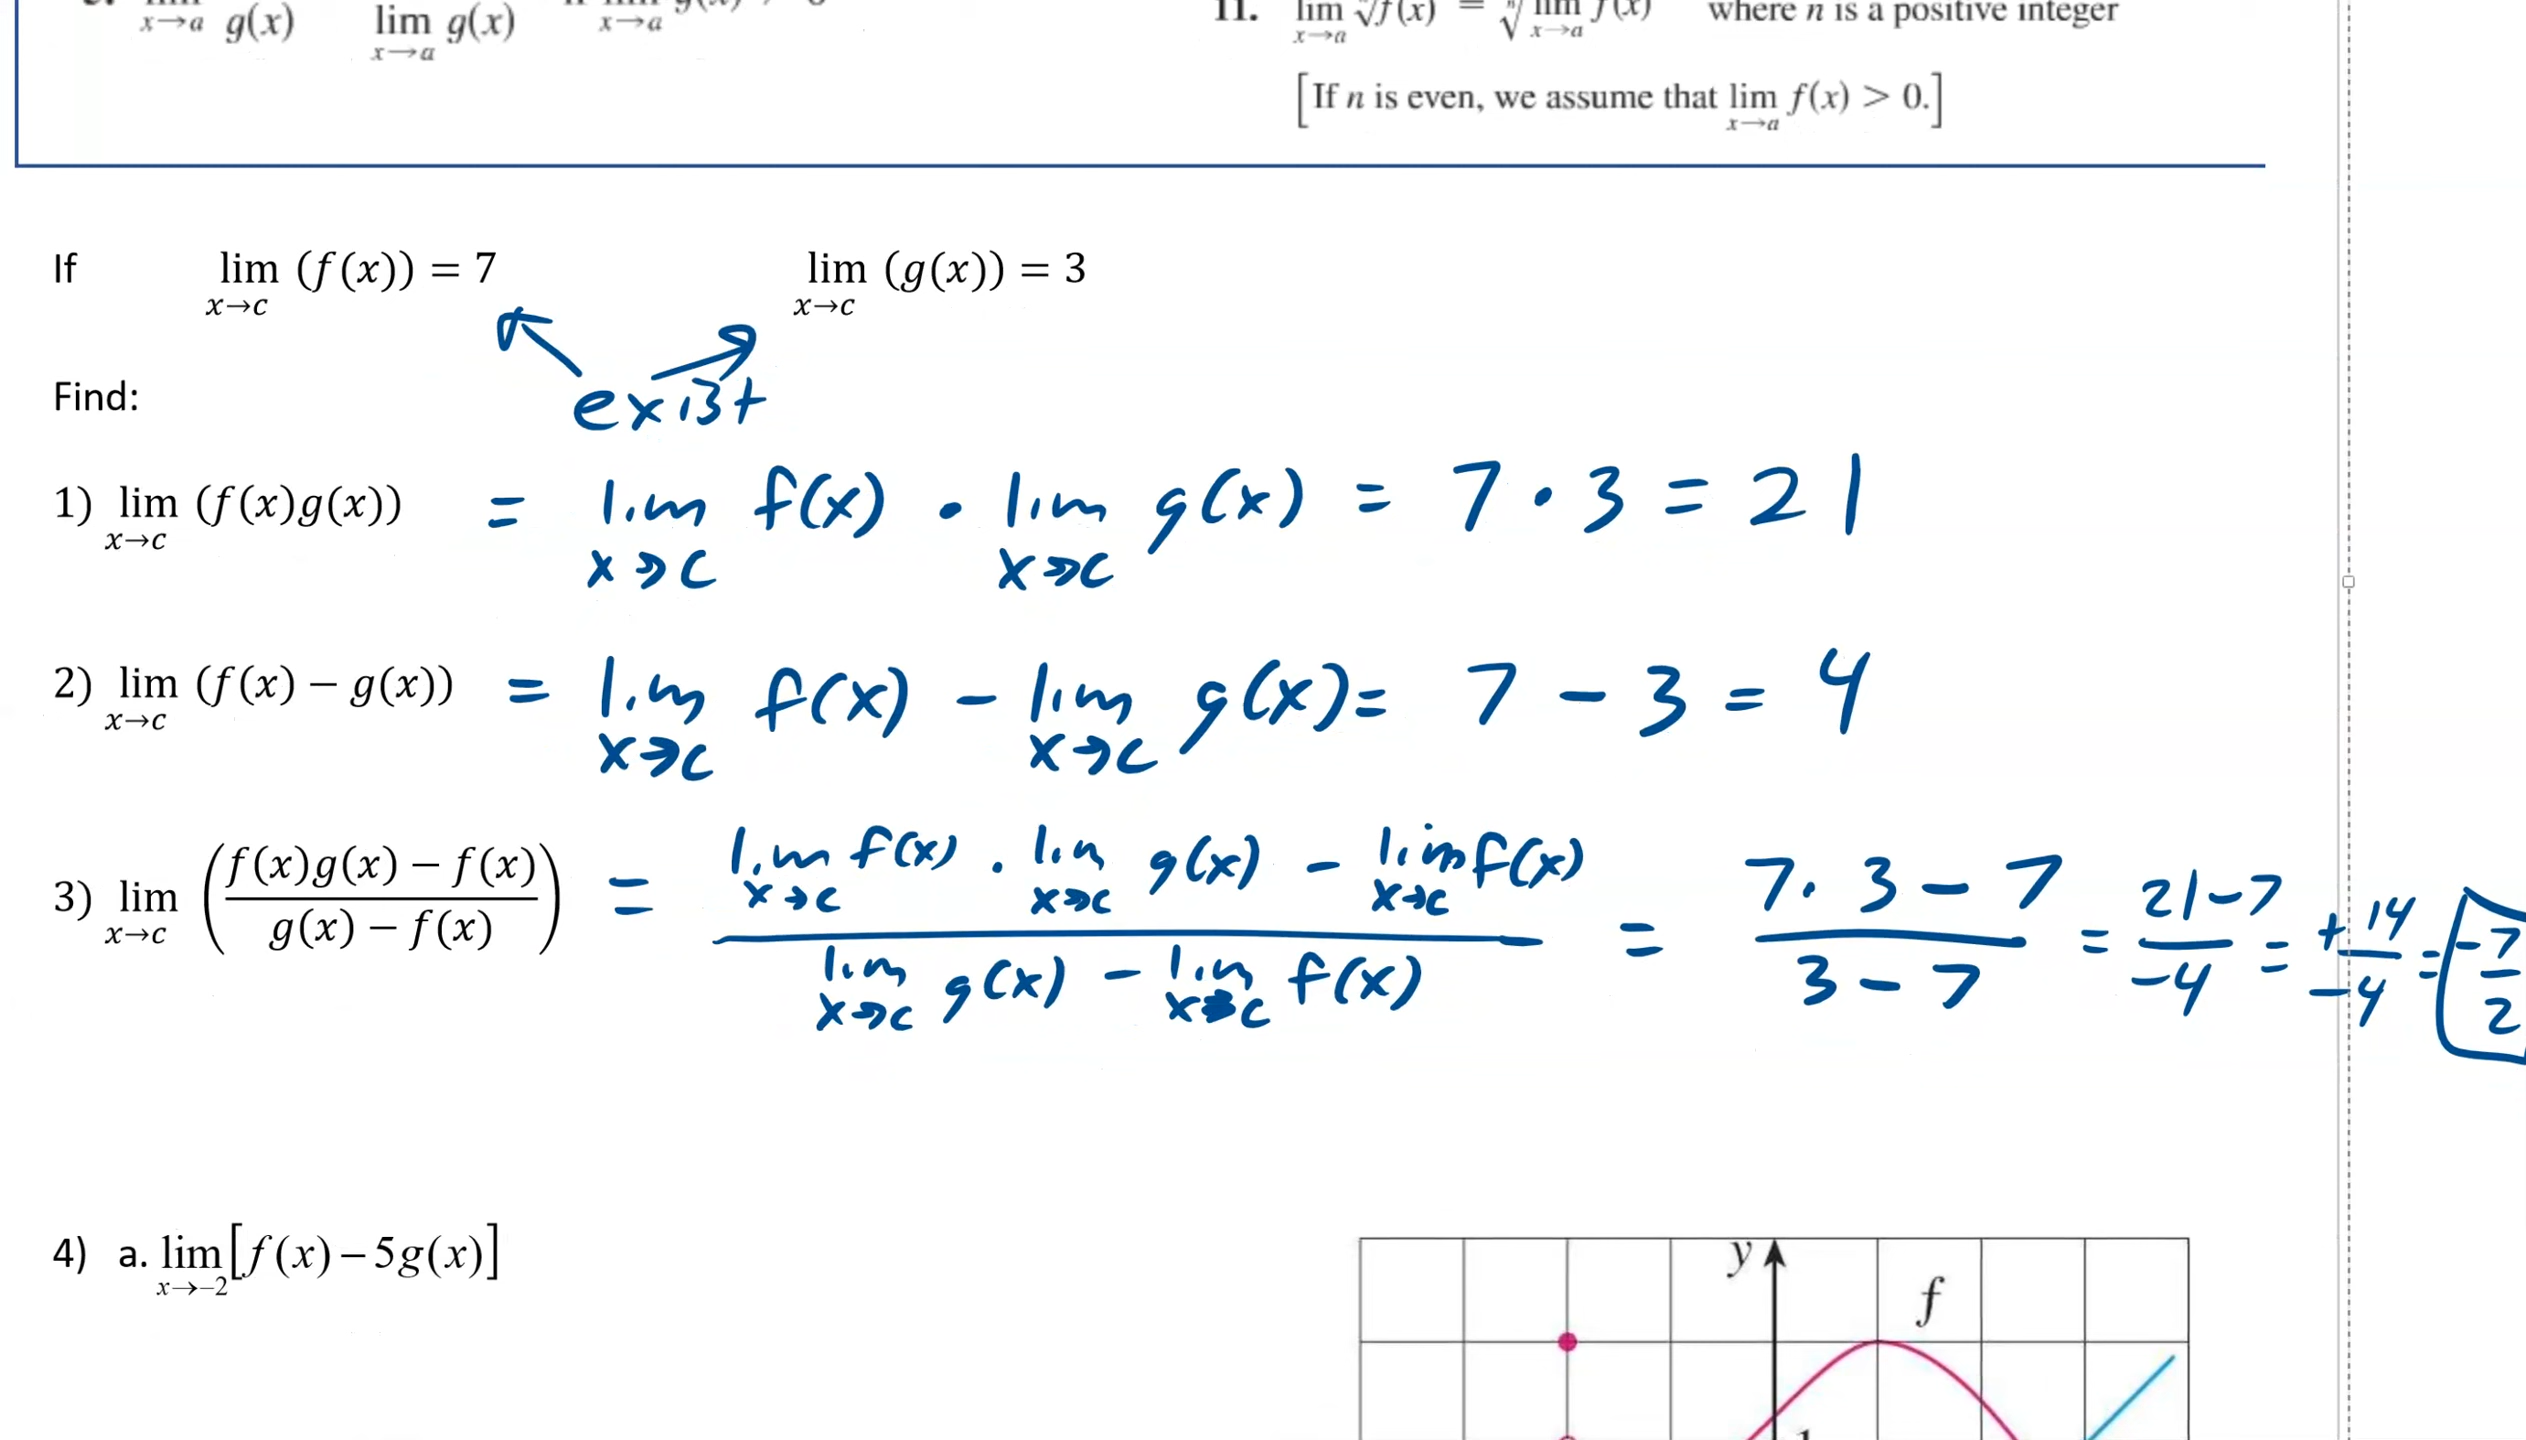 x→a g(x) lim g(x) x→a
x→a
11. lim ⁿ√f(x) = ⁿ√lim f(x) where n is a positive integer
x→a x→a
[If n is even, we assume that lim f(x) > 0.]
x→a
If lim (f(x)) = 7 lim (g(x)) = 3
x→c x→c
Find: exist
1) lim (f(x)g(x)) = lim f(x) · lim g(x) = 7 · 3 = 21
x→c x→c x→c
2) lim (f(x) − g(x)) = lim f(x) − lim g(x) = 7 − 3 = 4
x→c x→c x→c
3) lim (f(x)g(x) − f(x) / g(x) − f(x)) = lim f(x) · lim g(x) − lim f(x) / lim g(x) − lim f(x) = 7 · 3 − 7 / 3 − 7 = 21 − 7 / −4 = +14 / −4 = −7 / 2
x→c x→c x→c x→c x→c x→c
4) a. lim [f(x) − 5g(x)]
x→−2
y f